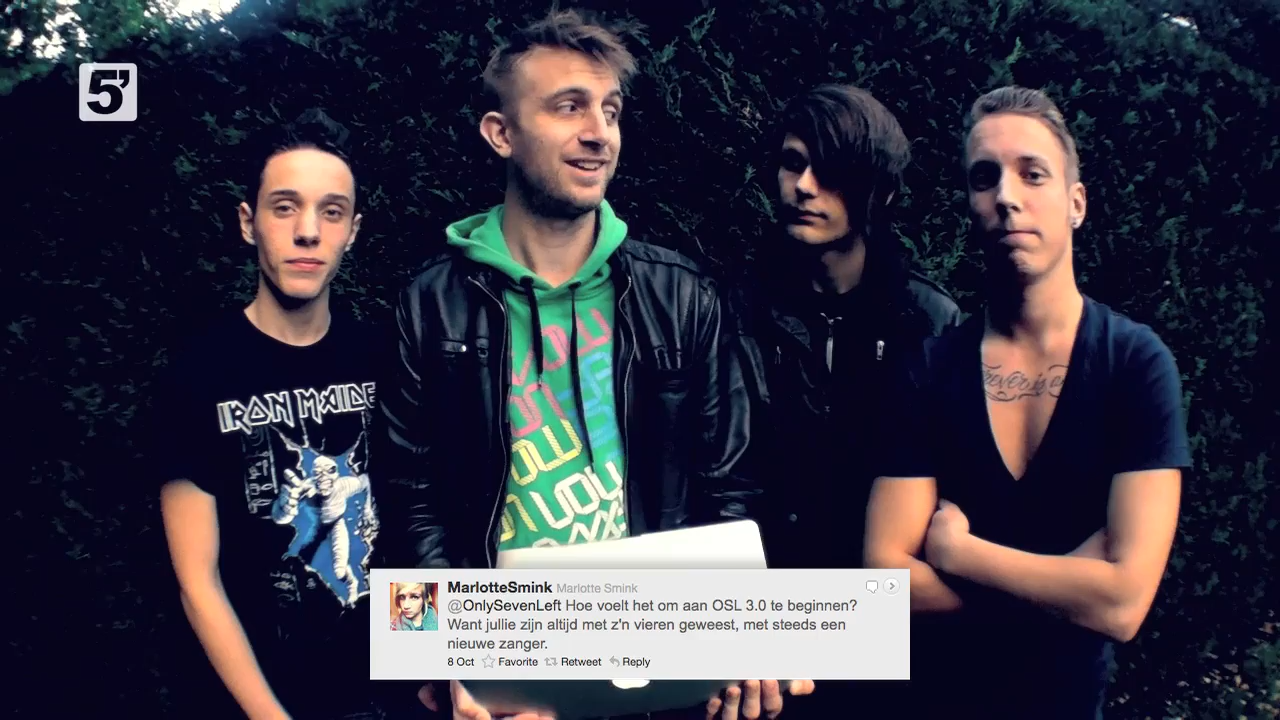 5'
IRON MAIDE
MarlotteSmink Marlotte Smink
@OnlySevenLeft Hoe voelt het om aan OSL 3.0 te beginnen?
Want jullie zijn altijd met z'n vieren geweest, met steeds een
nieuwe zanger.
8 Oct Favorite Retweet Reply